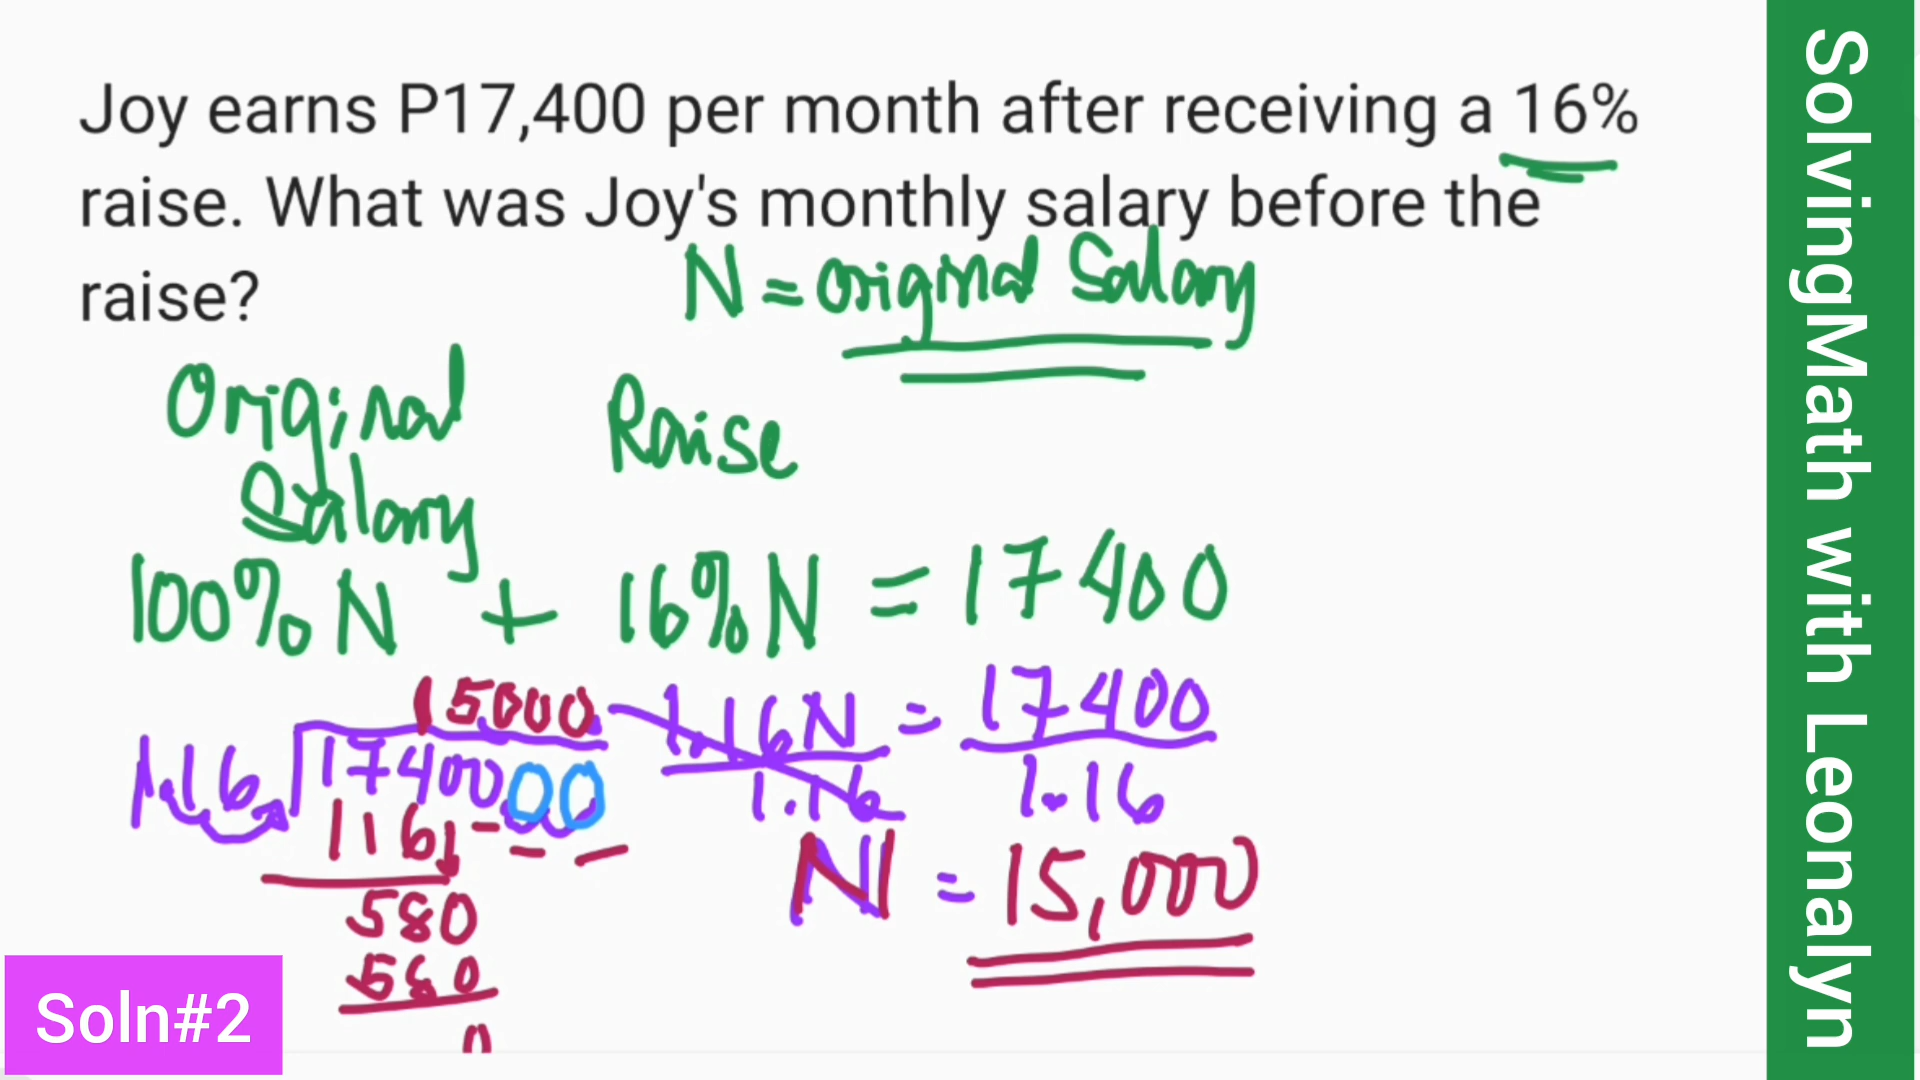 Joy earns P17,400 per month after receiving a 16%
raise. What was Joy's monthly salary before the
raise?
N = original Salary
Original Raise
Salary
100% N + 16% N = 17400
1.16N = 17400
1.16 1.16
N = 15,000
15000
1.16 17400.00
116
580
580
0
Soln#2
SolvingMath with Leonalyn